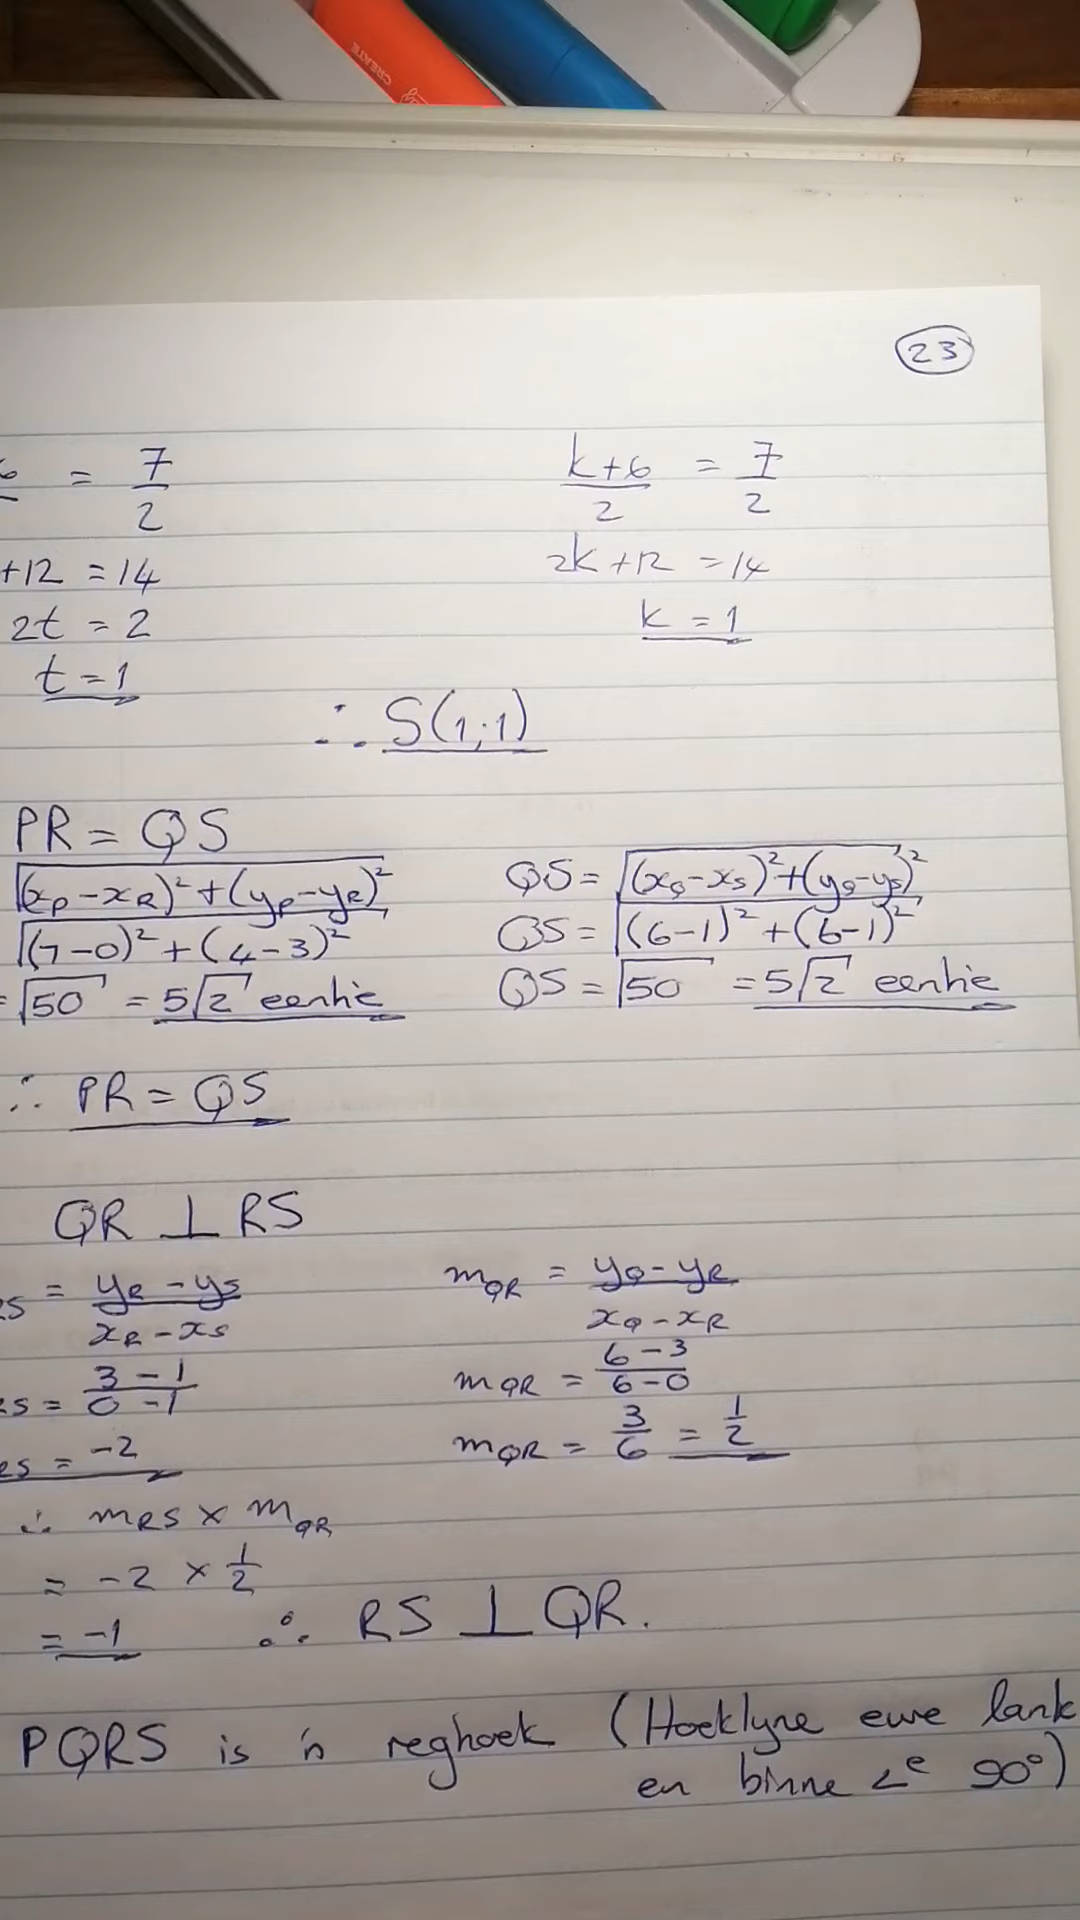 CREATE
23
6 = 7/2
k+6/2 = 7/2
+12 = 14
2k+12 = 14
2t = 2
k = 1
t = 1
∴ S(1;1)
PR = QS
√(xP-xR)²+(yP-yR)²
QS = √(xQ-xS)²+(yQ-yS)²
√(7-0)²+(4-3)²
QS = √(6-1)²+(6-1)²
= √50 = 5√2 eenhe
QS = √50 = 5√2 eenhe
∴ PR = QS
QR ⊥ RS
RS = yR-yS/xR-xS
mQR = yQ-yR/xQ-xR
RS = 3-1/0-1
mQR = 6-3/6-0
RS = -2
mQR = 3/6 = 1/2
∴ mRS × mQR
= -2 × 1/2
= -1 ∴ RS ⊥ QR.
PQRS is 'n reghoek (Hoeklyne ewe lank
en binne ∠e 90°)